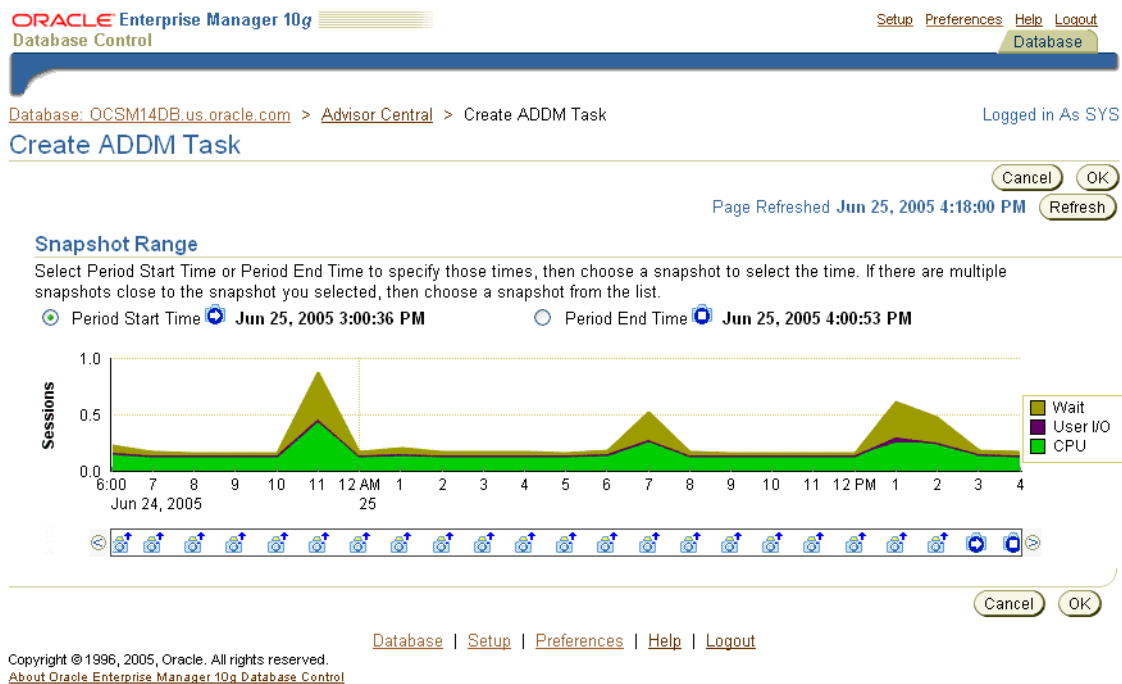 ORACLE Enterprise Manager 10g
Database Control
Setup Preferences Help Logout
Database
Database: OCSM14DB.us.oracle.com > Advisor Central > Create ADDM Task
Logged in As SYS
Create ADDM Task
Cancel OK
Page Refreshed Jun 25, 2005 4:18:00 PM Refresh
Snapshot Range
Select Period Start Time or Period End Time to specify those times, then choose a snapshot to select the time. If there are multiple
snapshots close to the snapshot you selected, then choose a snapshot from the list.
Period Start Time Jun 25, 2005 3:00:36 PM Period End Time Jun 25, 2005 4:00:53 PM
Sessions
1.0
0.5
0.0
Wait
User I/O
CPU
6:00 7 8 9 10 11 12 AM 1 2 3 4 5 6 7 8 9 10 11 12 PM 1 2 3 4
Jun 24, 2005 25
Cancel OK
Database | Setup | Preferences | Help | Logout
Copyright © 1996, 2005, Oracle. All rights reserved.
About Oracle Enterprise Manager 10g Database Control